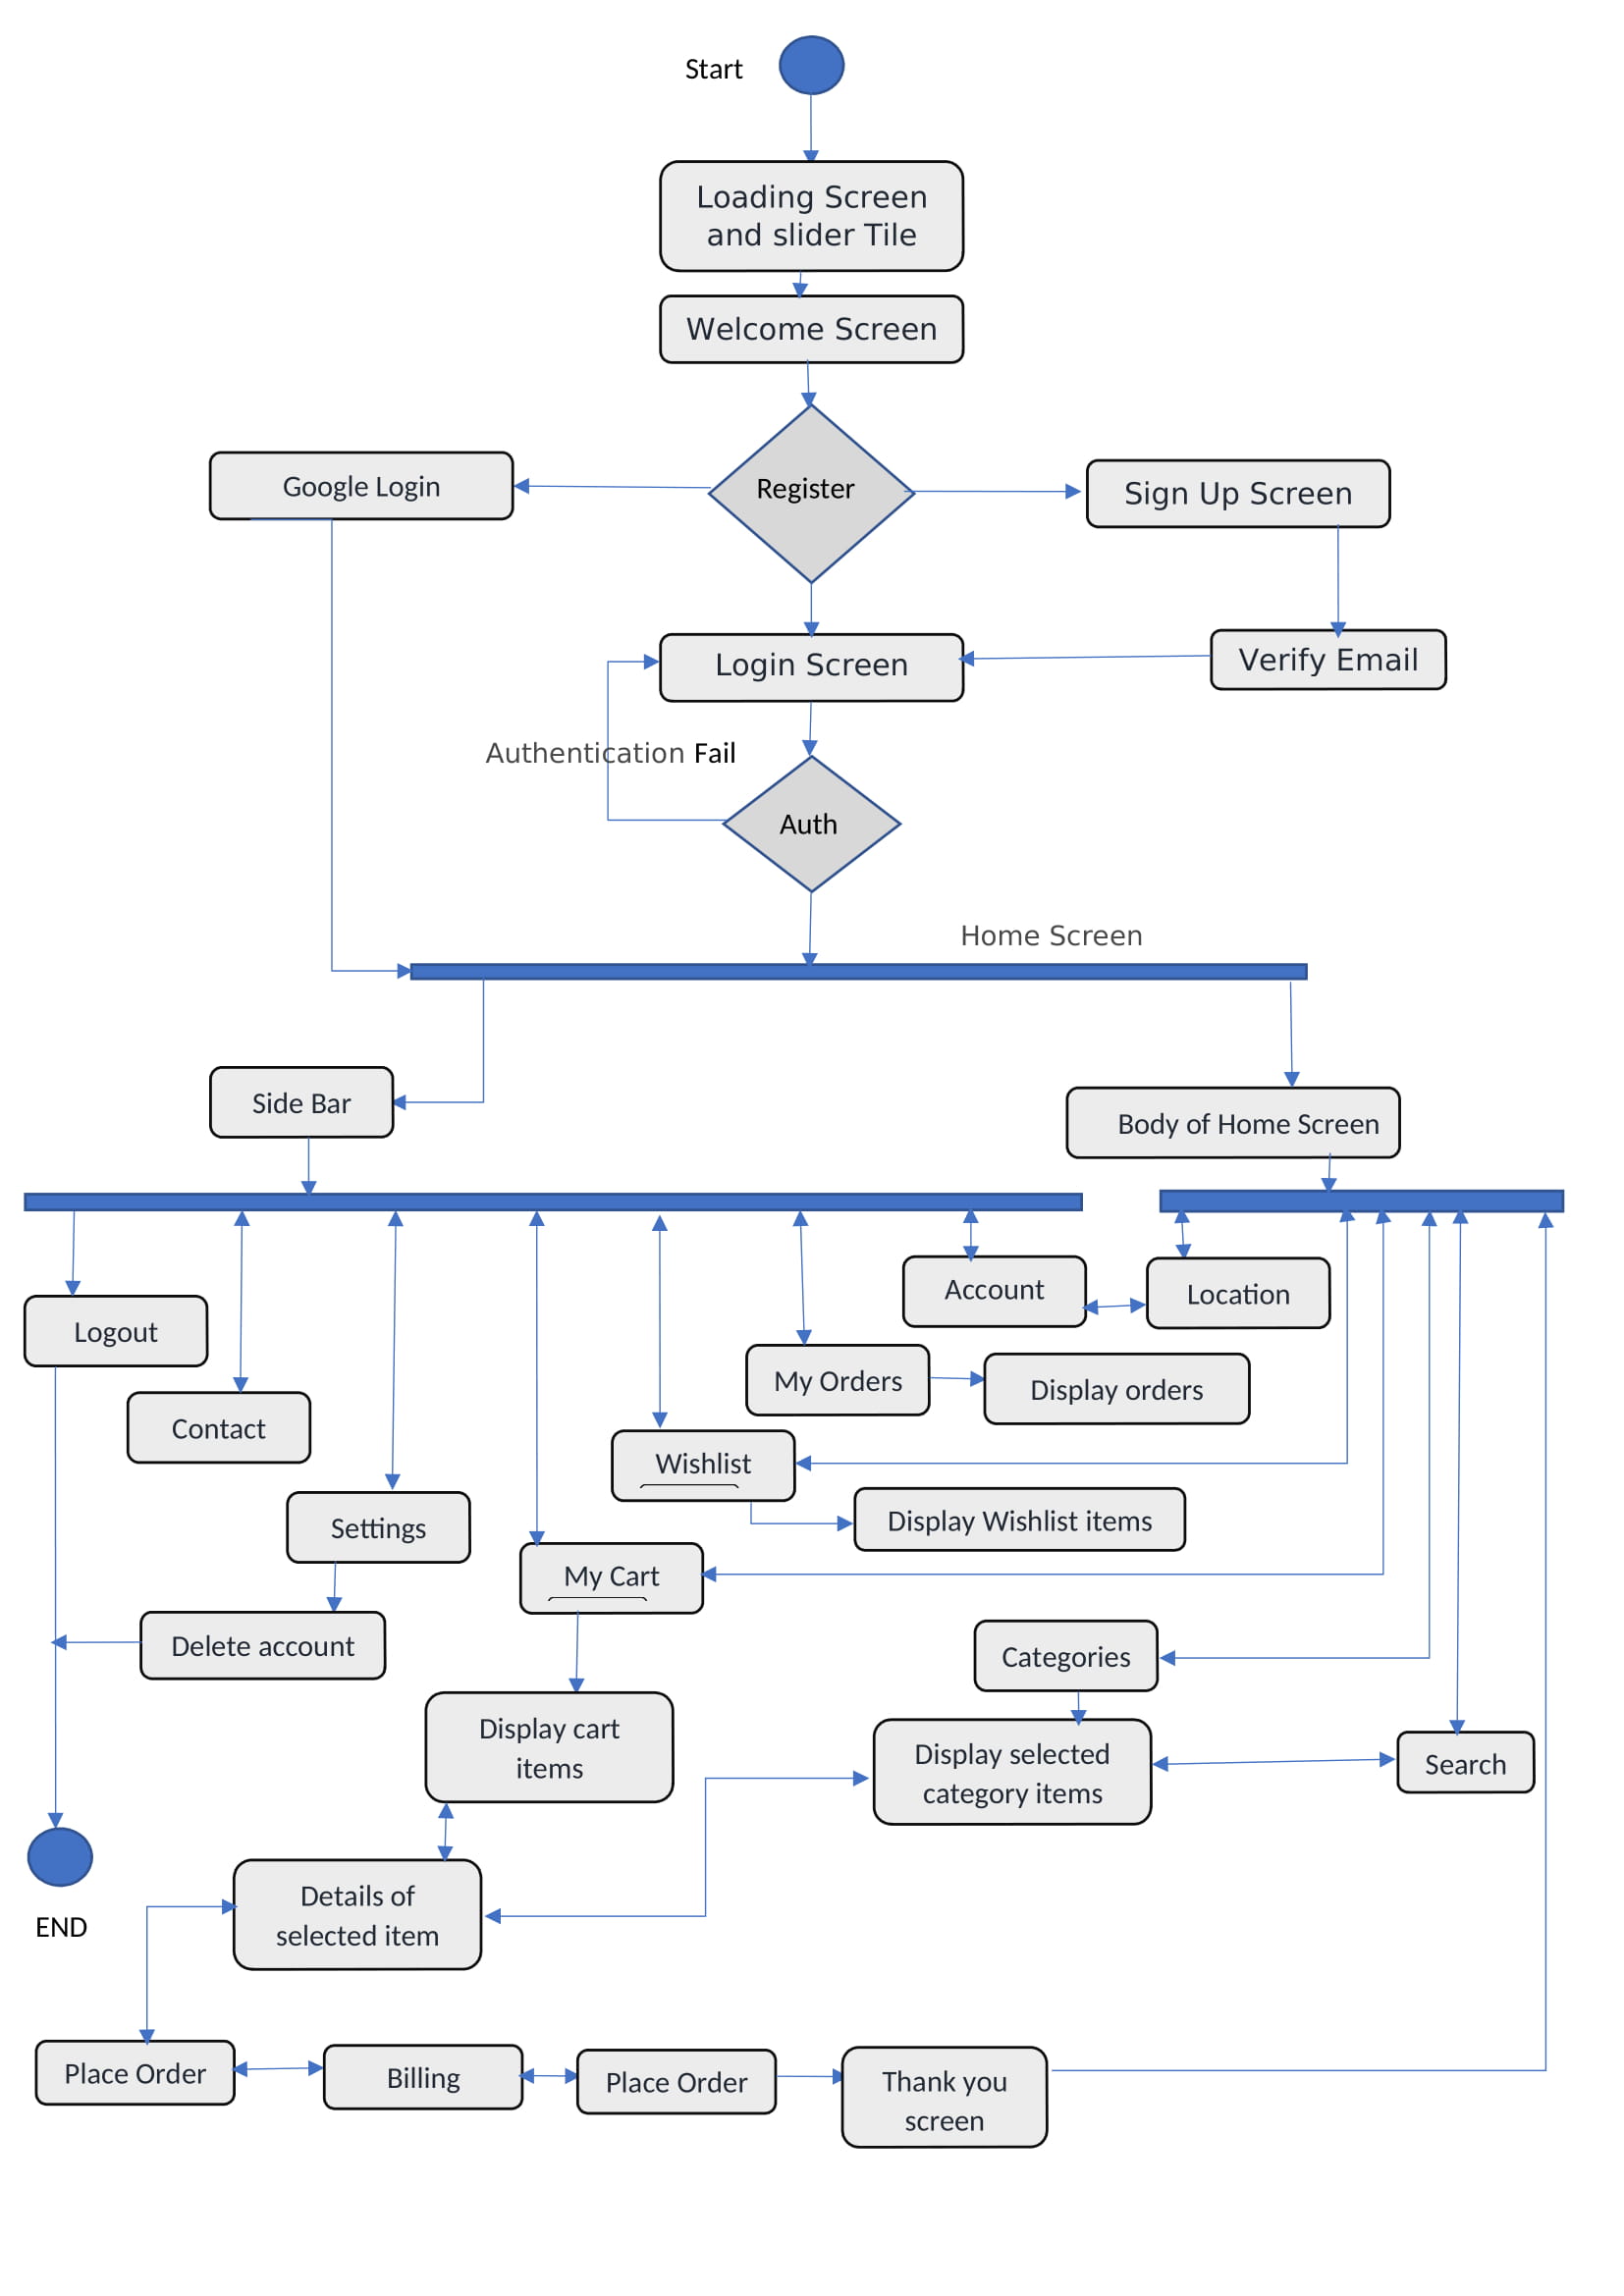 Start
Loading Screen
and slider Tile
Welcome Screen
Register
Google Login
Sign Up Screen
Login Screen
Verify Email
Authentication Fail
Auth
Home Screen
Side Bar
Body of Home Screen
Account
Location
Logout
My Orders
Display orders
Contact
Wishlist
Settings
Display Wishlist items
My Cart
Delete account
Categories
Display cart
items
Display selected
category items
Search
Details of
selected item
END
Place Order
Billing
Place Order
Thank you
screen